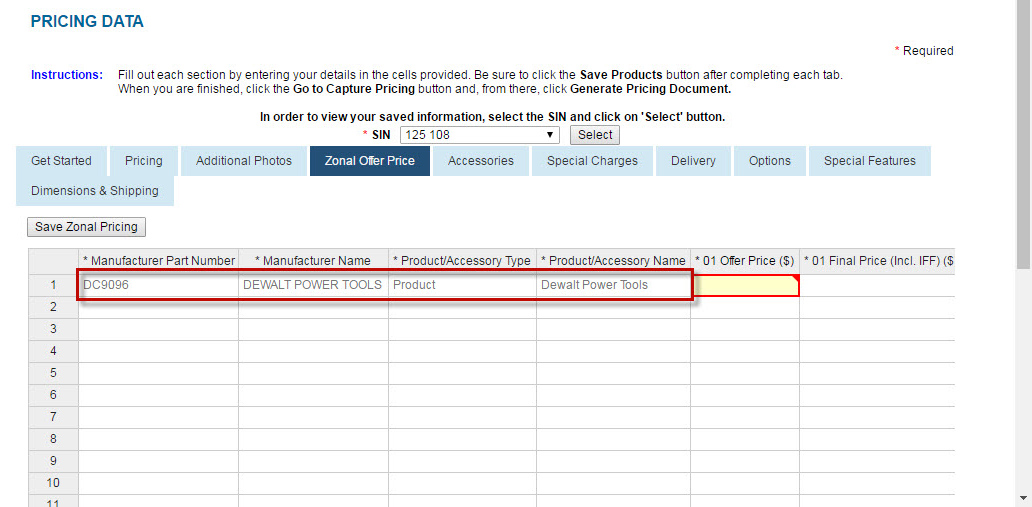 PRICING DATA
* Required
Instructions: Fill out each section by entering your details in the cells provided. Be sure to click the Save Products button after completing each tab.
When you are finished, click the Go to Capture Pricing button and, from there, click Generate Pricing Document.
In order to view your saved information, select the SIN and click on 'Select' button.
* SIN 125 108 Select
Get Started Pricing Additional Photos Zonal Offer Price Accessories Special Charges Delivery Options Special Features
Dimensions & Shipping
Save Zonal Pricing
* Manufacturer Part Number * Manufacturer Name * Product/Accessory Type * Product/Accessory Name * 01 Offer Price ($) * 01 Final Price (Incl. IFF) ($
1 DC9096 DEWALT POWER TOOLS Product Dewalt Power Tools
2
3
4
5
6
7
8
9
10
11